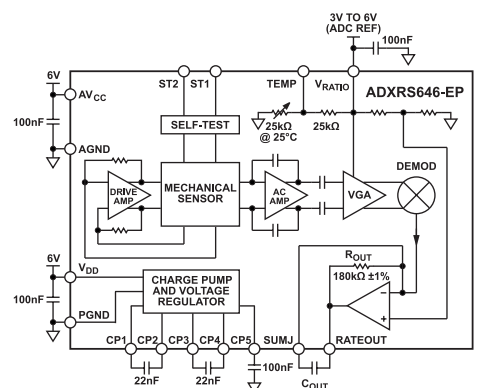 3V TO 6V
(ADC REF)
100nF
6V
AVCC
ST2
ST1
TEMP
VRATIO
ADXRS646-EP
100nF
SELF-TEST
25kΩ
@ 25°C
25kΩ
AGND
DEMOD
DRIVE
AMP
MECHANICAL
SENSOR
AC
AMP
VGA
6V
VDD
ROUT
180kΩ ±1%
CHARGE PUMP
AND VOLTAGE
REGULATOR
100nF
PGND
−
+
CP1
CP2
CP3
CP4
CP5
SUMJ
RATEOUT
100nF
22nF
22nF
COUT